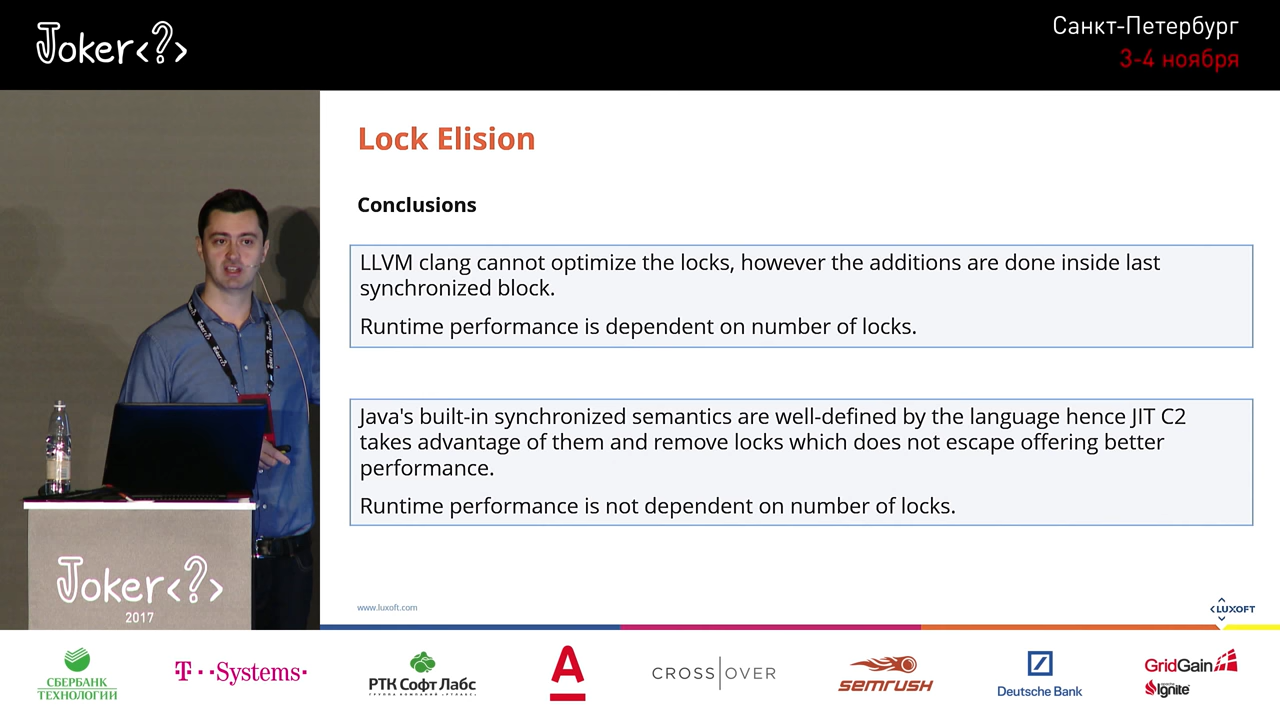 Joker<?>
Санкт-Петербург
3-4 ноября
Lock Elision
Conclusions
LLVM clang cannot optimize the locks, however the additions are done inside last
synchronized block.
Runtime performance is dependent on number of locks.
Java's built-in synchronized semantics are well-defined by the language hence JIT C2
takes advantage of them and remove locks which does not escape offering better
performance.
Runtime performance is not dependent on number of locks.
www.luxoft.com
LUXOFT
Joker<?>
2017
СБЕРБАНК
ТЕХНОЛОГИИ
T··Systems·
РТК Софт Лабс
А
CROSS|OVER
semrush
Deutsche Bank
GridGain
Ignite